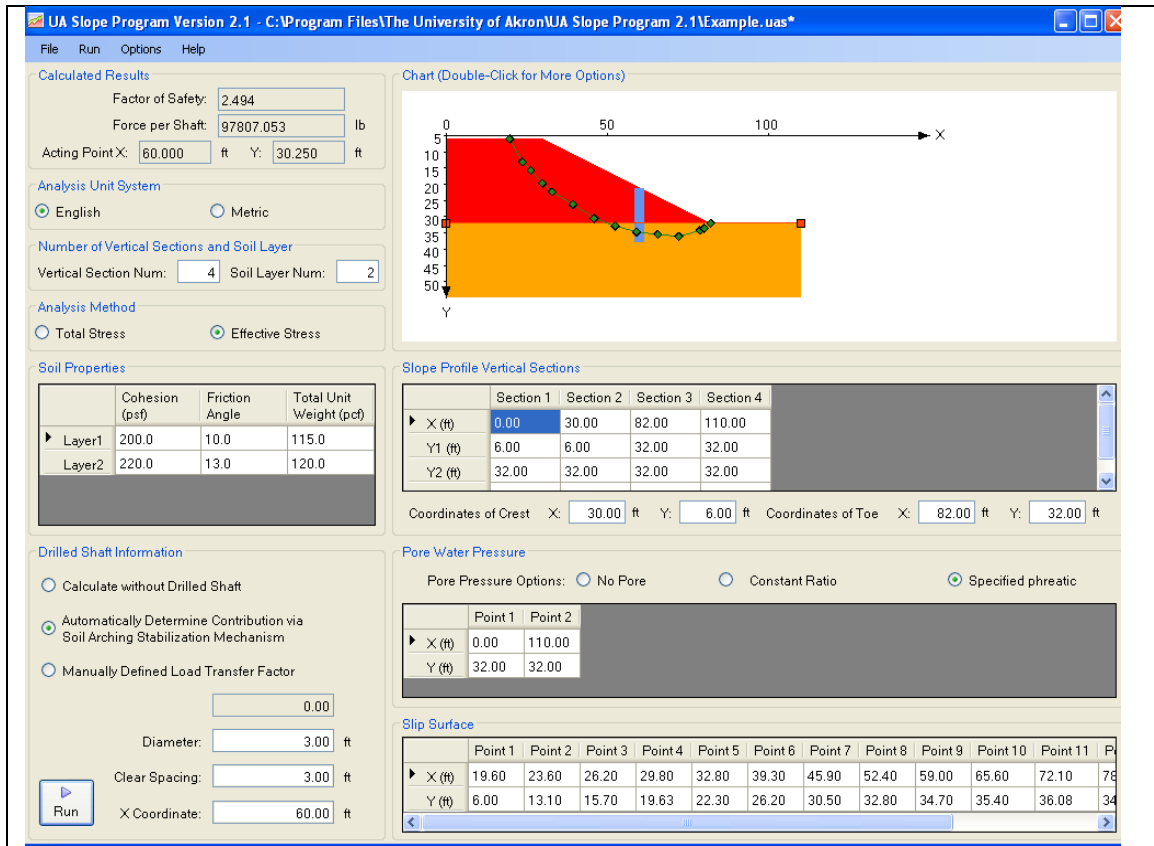 UA Slope Program Version 2.1 - C:\Program Files\The University of Akron\UA Slope Program 2.1\Example.uas*
File Run Options Help
Calculated Results
Factor of Safety: 2.494
Force per Shaft: 97807.053 lb
Acting Point X: 60.000 ft Y: 30.250 ft
Analysis Unit System
English Metric
Number of Vertical Sections and Soil Layer
Vertical Section Num: 4 Soil Layer Num: 2
Analysis Method
Total Stress Effective Stress
Soil Properties
Cohesion (psf) Friction Angle Total Unit Weight (pcf)
Layer1 200.0 10.0 115.0
Layer2 220.0 13.0 120.0
Drilled Shaft Information
Calculate without Drilled Shaft
Automatically Determine Contribution via
Soil Arching Stabilization Mechanism
Manually Defined Load Transfer Factor
0.00
Diameter: 3.00 ft
Clear Spacing: 3.00 ft
X Coordinate: 60.00 ft
Run
Chart (Double-Click for More Options)
0 50 100 X
5
10
15
20
25
30
35
40
45
50
Y
Slope Profile Vertical Sections
Section 1 Section 2 Section 3 Section 4
X (ft) 0.00 30.00 82.00 110.00
Y1 (ft) 6.00 6.00 32.00 32.00
Y2 (ft) 32.00 32.00 32.00 32.00
Coordinates of Crest X: 30.00 ft Y: 6.00 ft Coordinates of Toe X: 82.00 ft Y: 32.00 ft
Pore Water Pressure
Pore Pressure Options: No Pore Constant Ratio Specified phreatic
Point 1 Point 2
X (ft) 0.00 110.00
Y (ft) 32.00 32.00
Slip Surface
Point 1 Point 2 Point 3 Point 4 Point 5 Point 6 Point 7 Point 8 Point 9 Point 10 Point 11
X (ft) 19.60 23.60 26.20 29.80 32.80 39.30 45.90 52.40 59.00 65.60 72.10 78
Y (ft) 6.00 13.10 15.70 19.63 22.30 26.20 30.50 32.80 34.70 35.40 36.08 34